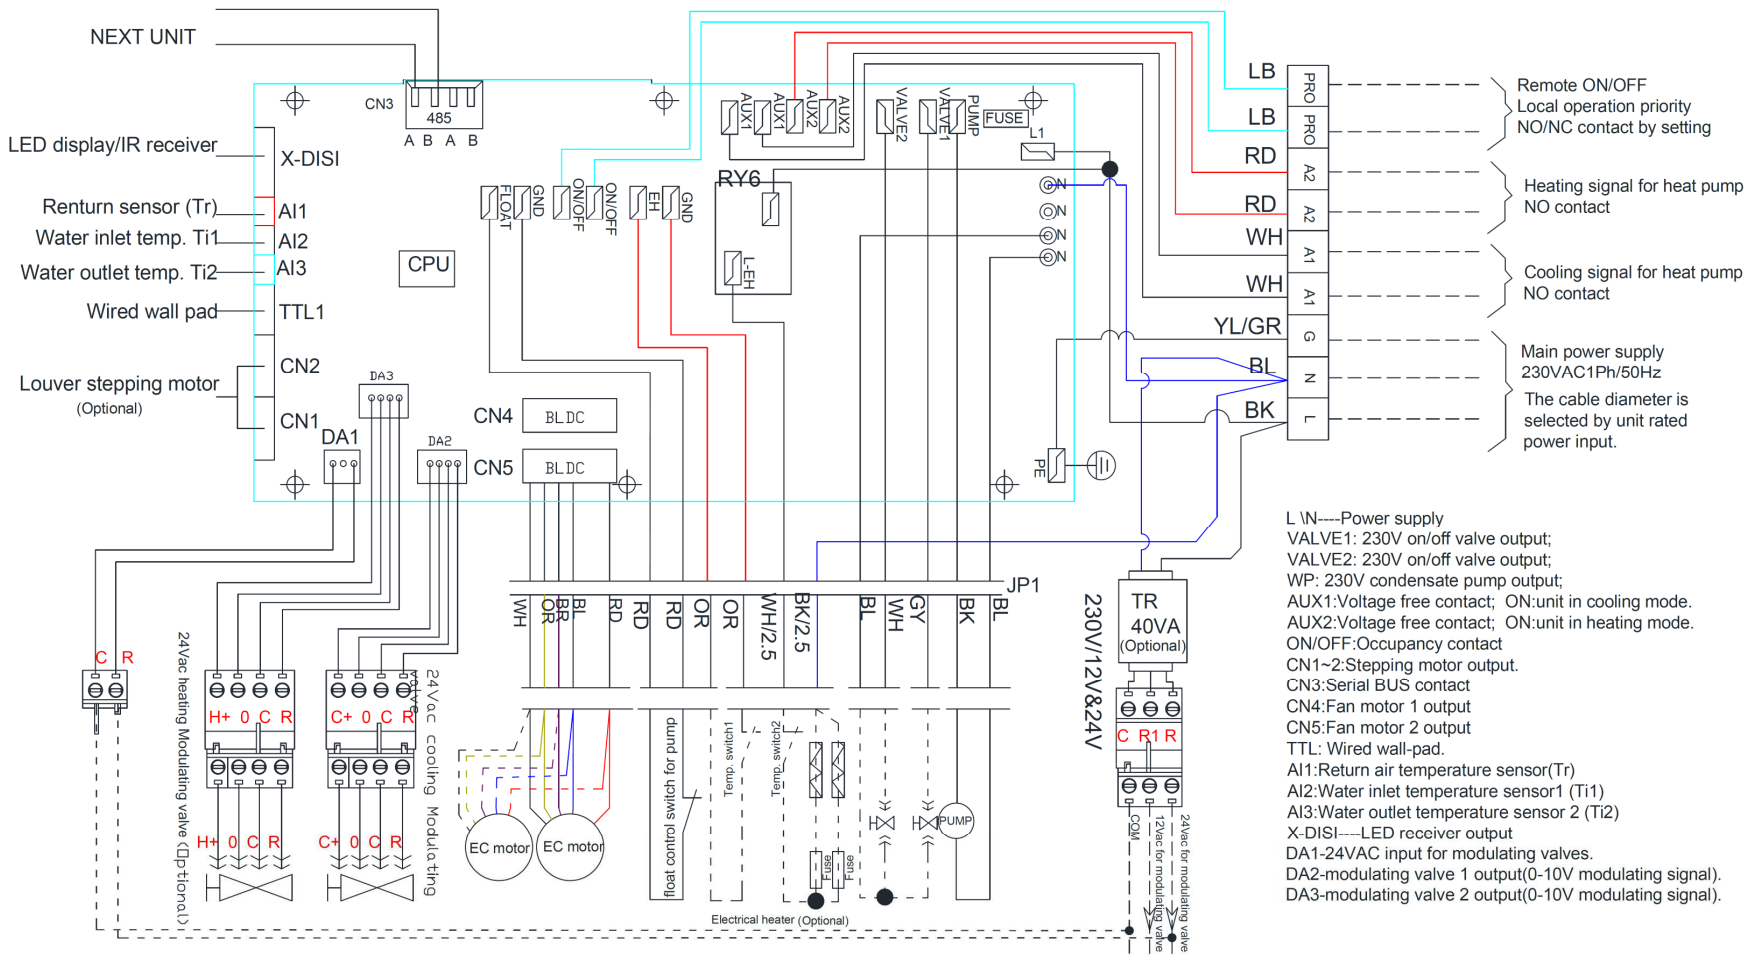 NEXT UNIT
CN3
485
A B A B
LED display/IR receiver
X-DISI
Renturn sensor (Tr)
AI1
Water inlet temp. Ti1
AI2
Water outlet temp. Ti2
AI3
Wired wall pad
TTL1
CN2
Louver stepping motor
(Optional)
CN1
CPU
FLOAT
GND
ON/OFF
ON/OFF
EH
GND
RY6
L-EH
AUX1
AUX1
AUX2
AUX2
VALVE2
VALVE1
PUMP
FUSE
L1
N
N
N
N
PE
DA3
DA1
DA2
CN4
BLDC
CN5
BLDC
LB
PRO
LB
PRO
RD
A2
RD
A2
WH
A1
WH
A1
YL/GR
G
BL
N
BK
L
Remote ON/OFF
Local operation priority
NO/NC contact by setting
Heating signal for heat pump
NO contact
Cooling signal for heat pump
NO contact
Main power supply
230VAC1Ph/50Hz
The cable diameter is
selected by unit rated
power input.
JP1
WH
OR
BR
BL
RD
RD
RD
OR
OR
WH/2.5
BK/2.5
BL
WH
GY
BK
BL
230V/12V&24V
TR
40VA
(Optional)
C R1 R
COM
12Vac for modulating valve
24Vac for modulating valve
C R
24Vac heating Modulating valve (Optional)
H+ 0 C R
H+ 0 C R
24Vac cooling Modulating
valve
C+ 0 C R
C+ 0 C R
EC motor
EC motor
float control switch for pump
Temp. switch1
Temp. switch2
Fuse
Fuse
PUMP
Electrical heater (Optional)
L \N----Power supply
VALVE1: 230V on/off valve output;
VALVE2: 230V on/off valve output;
WP: 230V condensate pump output;
AUX1:Voltage free contact; ON:unit in cooling mode.
AUX2:Voltage free contact; ON:unit in heating mode.
ON/OFF:Occupancy contact
CN1~2:Stepping motor output.
CN3:Serial BUS contact
CN4:Fan motor 1 output
CN5:Fan motor 2 output
TTL: Wired wall-pad.
AI1:Return air temperature sensor(Tr)
AI2:Water inlet temperature sensor1 (Ti1)
AI3:Water outlet temperature sensor 2 (Ti2)
X-DISI----LED receiver output
DA1-24VAC input for modulating valves.
DA2-modulating valve 1 output(0-10V modulating signal).
DA3-modulating valve 2 output(0-10V modulating signal).